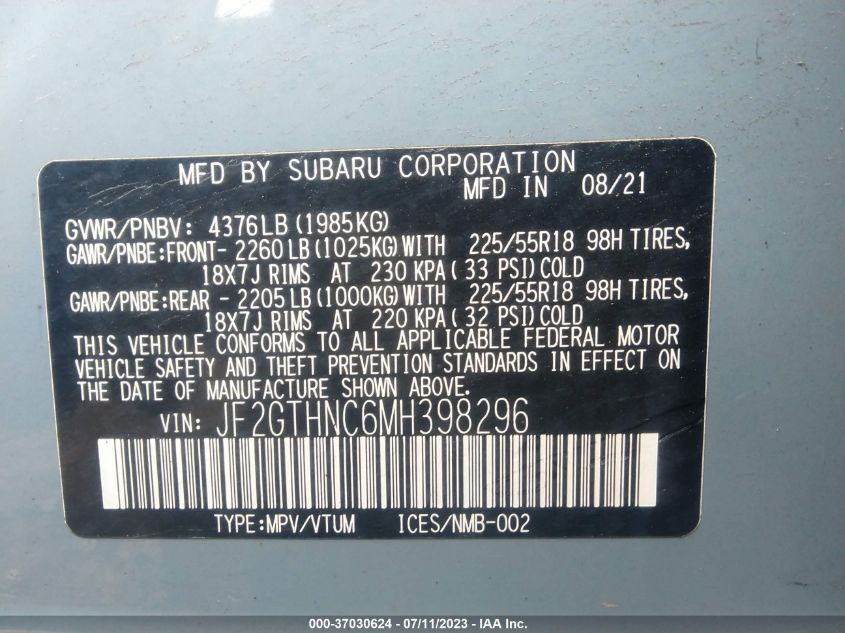 MFD BY SUBARU CORPORATION
MFD IN 08/21
GVWR/PNBV: 4376LB (1985KG)
GAWR/PNBE:FRONT- 2260LB (1025KG) WITH 225/55R18 98H TIRES,
18X7J RIMS AT 230 KPA ( 33 PSI) COLD
GAWR/PNBE:REAR - 2205LB (1000KG) WITH 225/55R18 98H TIRES,
18X7J RIMS AT 220 KPA ( 32 PSI) COLD
THIS VEHICLE CONFORMS TO ALL APPLICABLE FEDERAL MOTOR
VEHICLE SAFETY AND THEFT PREVENTION STANDARDS IN EFFECT ON
THE DATE OF MANUFACTURE SHOWN ABOVE.
VIN: JF2GTHNC6MH398296
TYPE:MPV/VTUM ICES/NMB-002
000-37030624 - 07/11/2023 - IAA Inc.